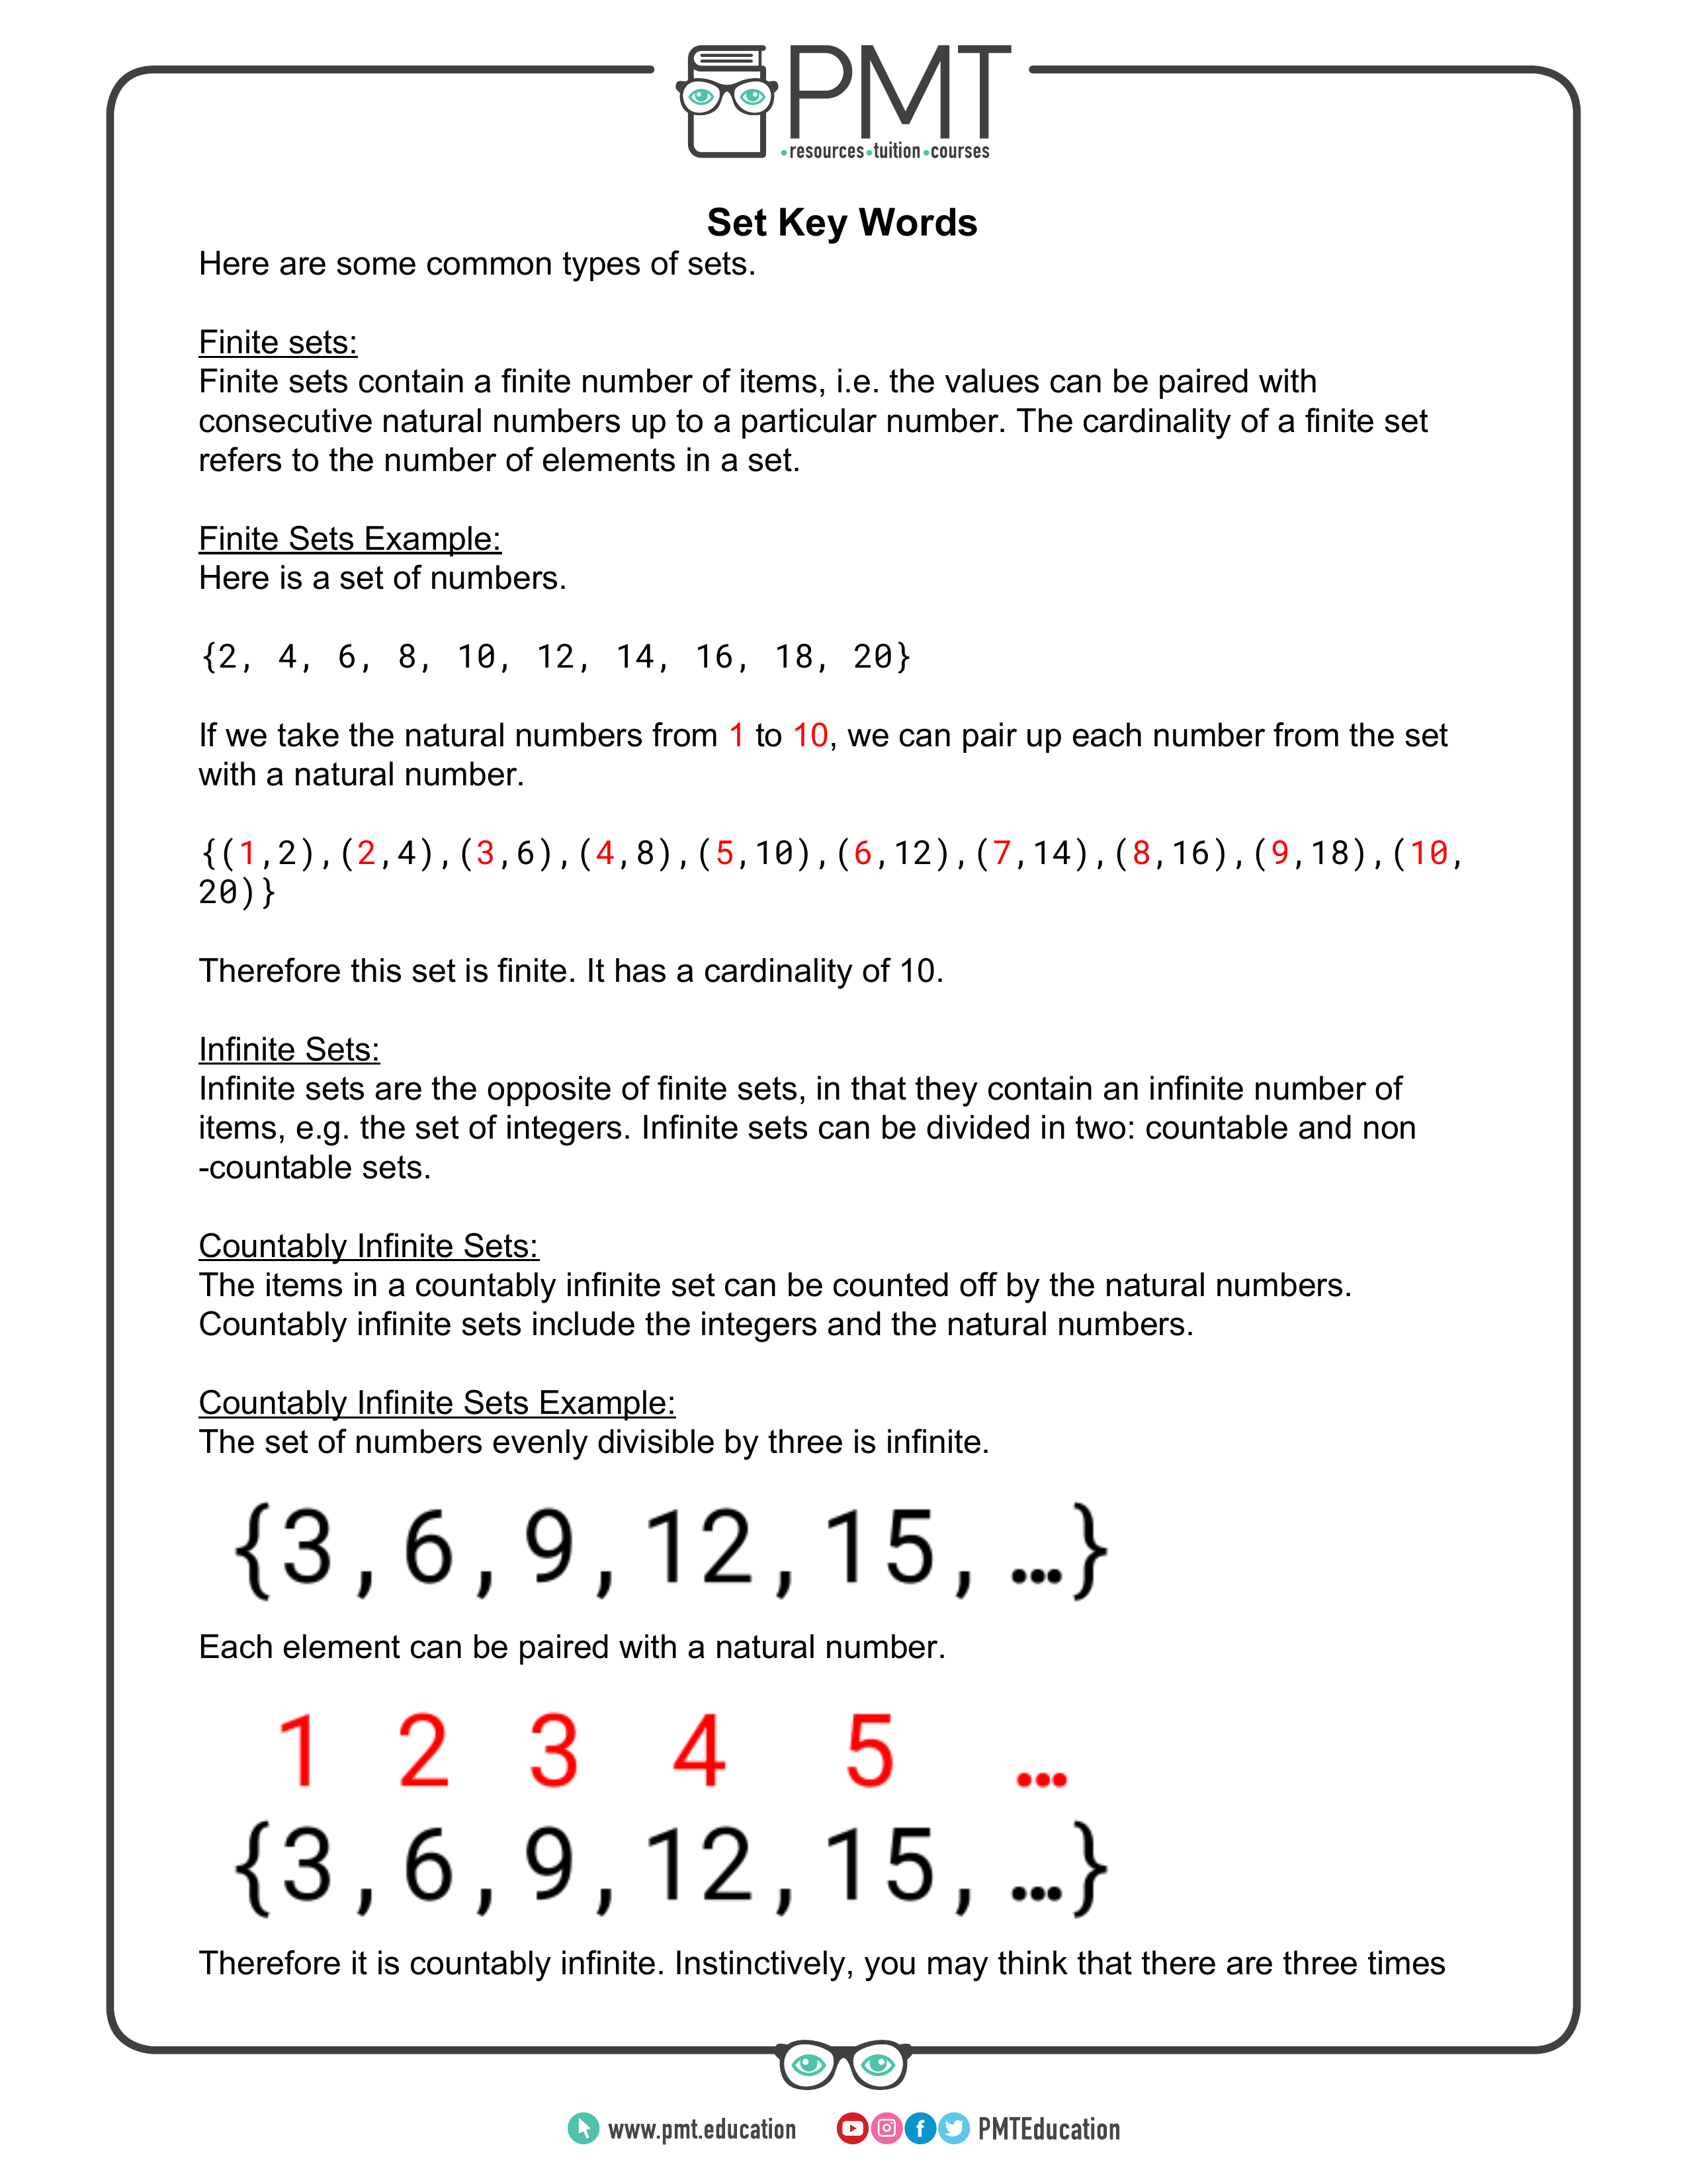 PMT
resources tuition courses
Set Key Words
Here are some common types of sets.
Finite sets:
Finite sets contain a finite number of items, i.e. the values can be paired with
consecutive natural numbers up to a particular number. The cardinality of a finite set
refers to the number of elements in a set.
Finite Sets Example:
Here is a set of numbers.
{2, 4, 6, 8, 10, 12, 14, 16, 18, 20}
If we take the natural numbers from 1 to 10, we can pair up each number from the set
with a natural number.
{(1,2),(2,4),(3,6),(4,8),(5,10),(6,12),(7,14),(8,16),(9,18),(10,
20)}
Therefore this set is finite. It has a cardinality of 10.
Infinite Sets:
Infinite sets are the opposite of finite sets, in that they contain an infinite number of
items, e.g. the set of integers. Infinite sets can be divided in two: countable and non
-countable sets.
Countably Infinite Sets:
The items in a countably infinite set can be counted off by the natural numbers.
Countably infinite sets include the integers and the natural numbers.
Countably Infinite Sets Example:
The set of numbers evenly divisible by three is infinite.
{3,6,9,12,15,…}
Each element can be paired with a natural number.
1 2 3 4 5 …
{3,6,9,12,15,…}
Therefore it is countably infinite. Instinctively, you may think that there are three times
www.pmt.education PMTEducation